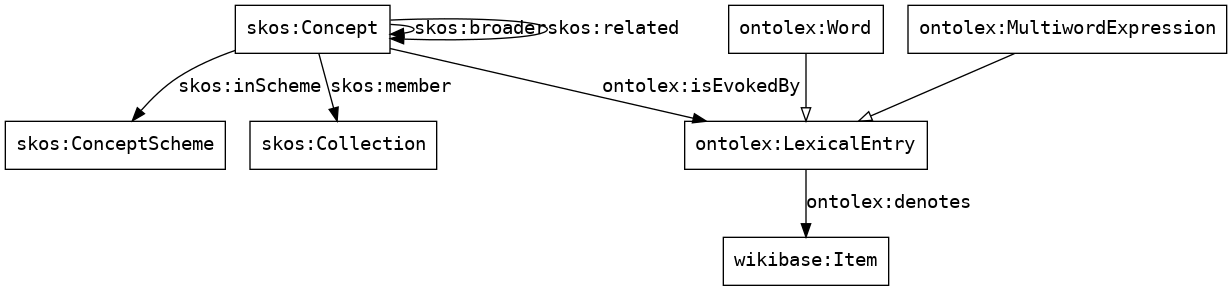 skos:Concept
skos:broader
skos:related
ontolex:Word
ontolex:MultiwordExpression
skos:inScheme
skos:member
ontolex:isEvokedBy
skos:ConceptScheme
skos:Collection
ontolex:LexicalEntry
ontolex:denotes
wikibase:Item